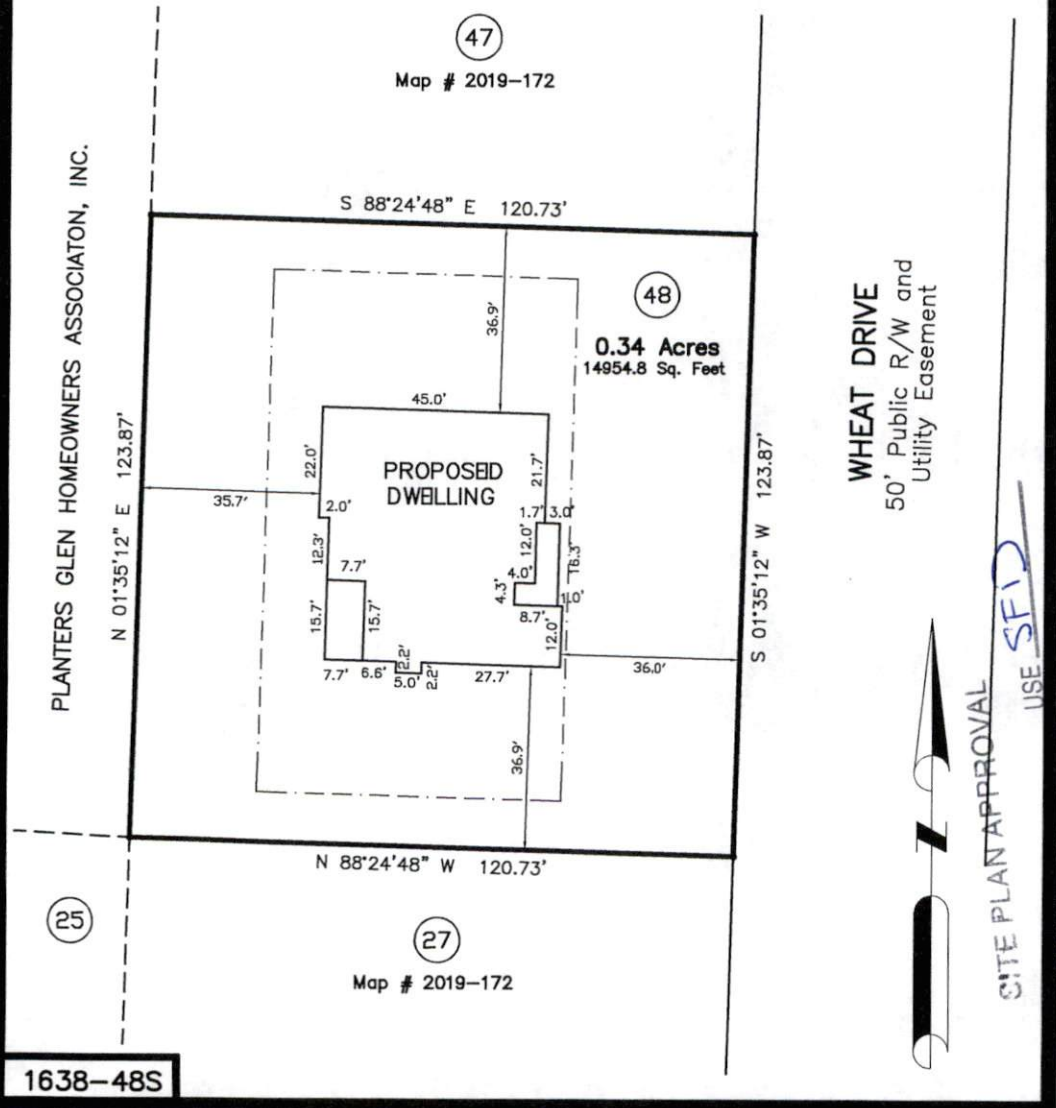 47
Map # 2019-172
PLANTERS GLEN HOMEOWNERS ASSOCIATON, INC.
S 88°24'48" E 120.73'
48
0.34 Acres
14954.8 Sq. Feet
36.9'
45.0'
22.0'
PROPOSED
DWELLING
21.7'
N 01°35'12" E 123.87'
35.7'
2.0'
1.7'
3.0'
12.3'
12.0'
16.3'
7.7'
4.0'
4.3'
1.0'
15.7'
15.7'
8.7'
12.0'
7.7'
6.6'
2.2'
5.0'
2.2'
27.7'
36.0'
S 01°35'12" W 123.87'
36.9'
N 88°24'48" W 120.73'
WHEAT DRIVE
50' Public R/W and
Utility Easement
25
27
Map # 2019-172
N
SITE PLAN APPROVAL
USE SFD
1638-48S